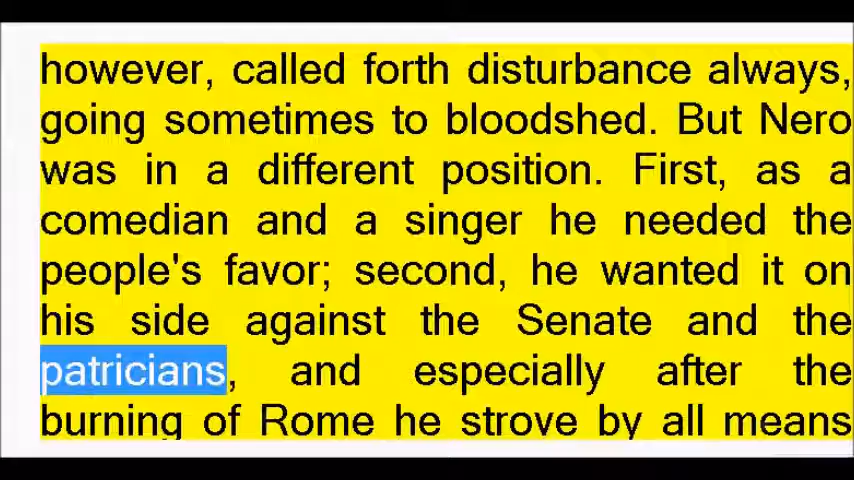 however, called forth disturbance always,
going sometimes to bloodshed. But Nero
was in a different position. First, as a
comedian and a singer he needed the
people's favor; second, he wanted it on
his side against the Senate and the
patricians, and especially after the
burning of Rome he strove by all means